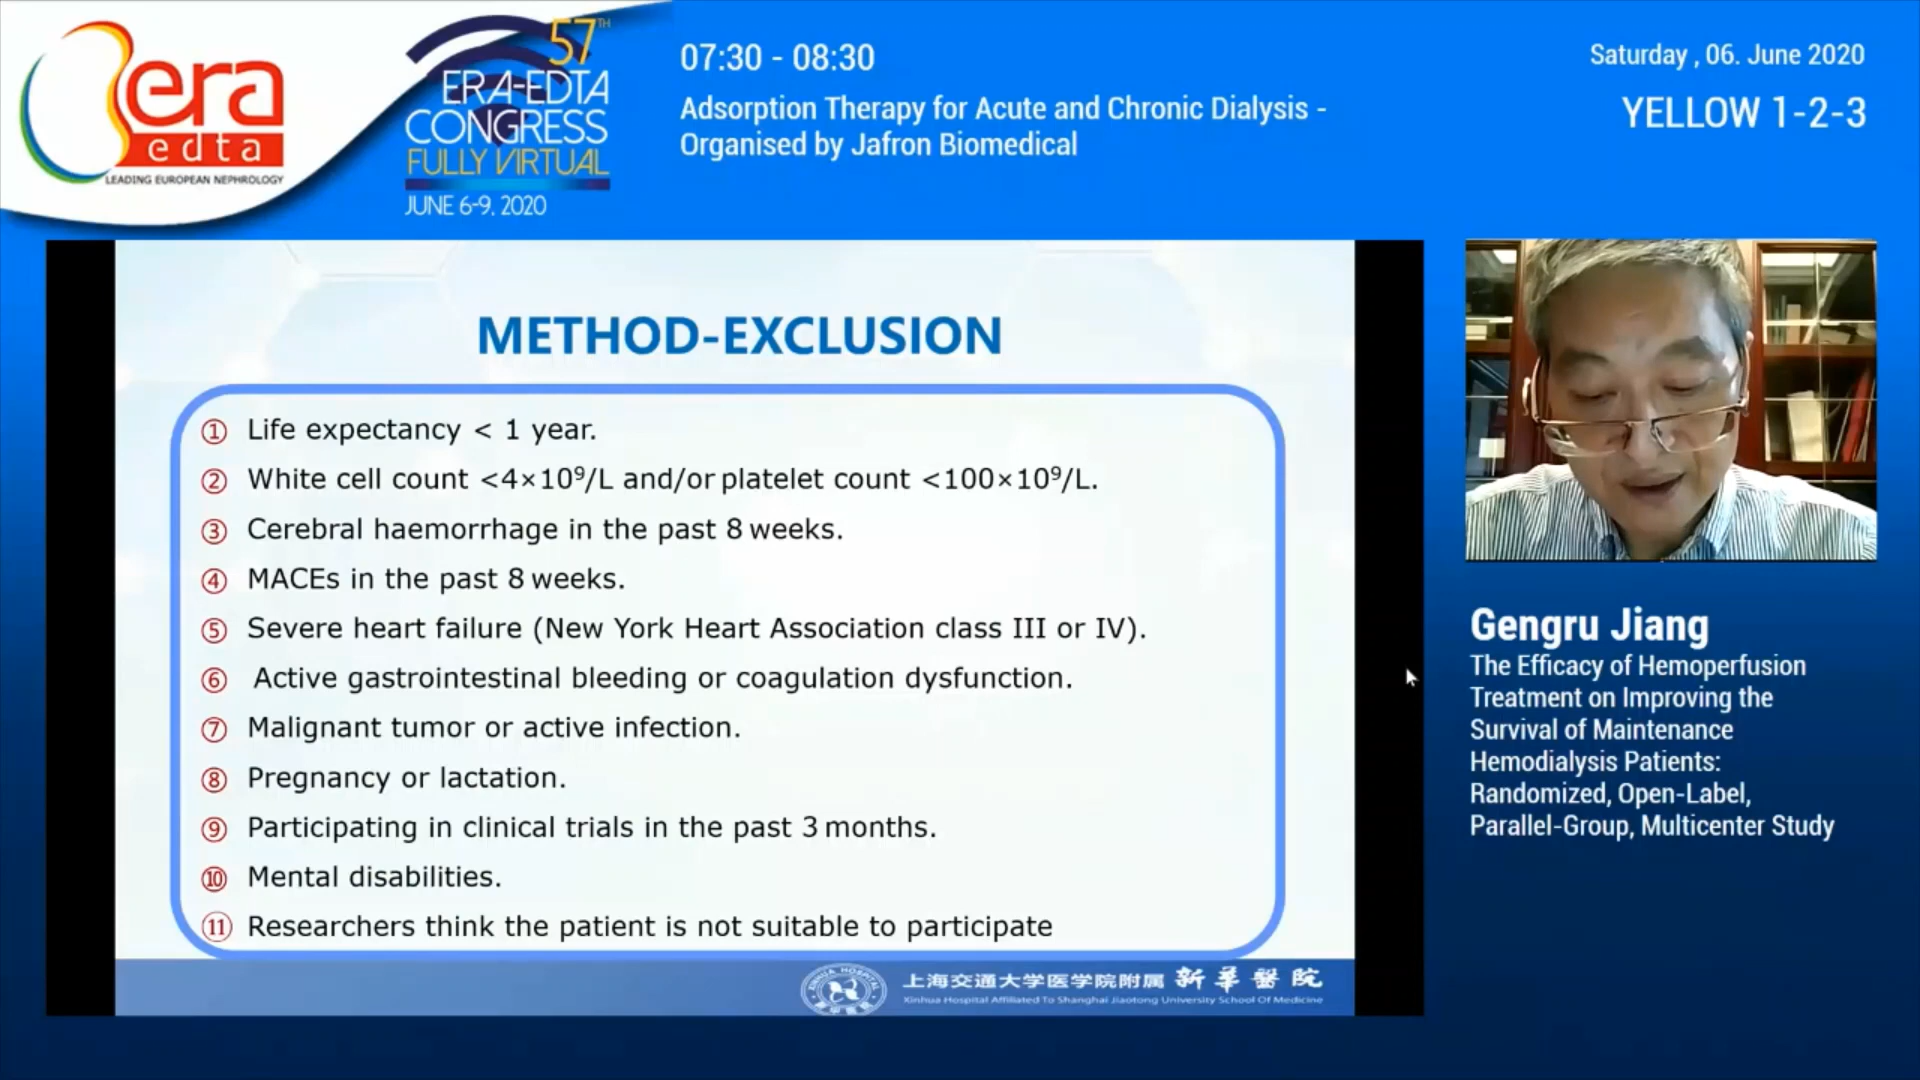 era
edta
LEADING EUROPEAN NEPHROLOGY
57TH
ERA-EDTA
CONGRESS
FULLY VIRTUAL
JUNE 6-9, 2020
07:30 - 08:30
Adsorption Therapy for Acute and Chronic Dialysis -
Organised by Jafron Biomedical
Saturday , 06. June 2020
YELLOW 1-2-3
METHOD-EXCLUSION
① Life expectancy < 1 year.
② White cell count <4×10⁹/L and/or platelet count <100×10⁹/L.
③ Cerebral haemorrhage in the past 8 weeks.
④ MACEs in the past 8 weeks.
⑤ Severe heart failure (New York Heart Association class III or IV).
⑥ Active gastrointestinal bleeding or coagulation dysfunction.
⑦ Malignant tumor or active infection.
⑧ Pregnancy or lactation.
⑨ Participating in clinical trials in the past 3 months.
⑩ Mental disabilities.
⑪ Researchers think the patient is not suitable to participate
XINHUA HOSPITAL
上海交通大学医学院附属 新華醫院
Xinhua Hospital Affiliated To Shanghai Jiaotong University School Of Medicine
Gengru Jiang
The Efficacy of Hemoperfusion
Treatment on Improving the
Survival of Maintenance
Hemodialysis Patients:
Randomized, Open-Label,
Parallel-Group, Multicenter Study